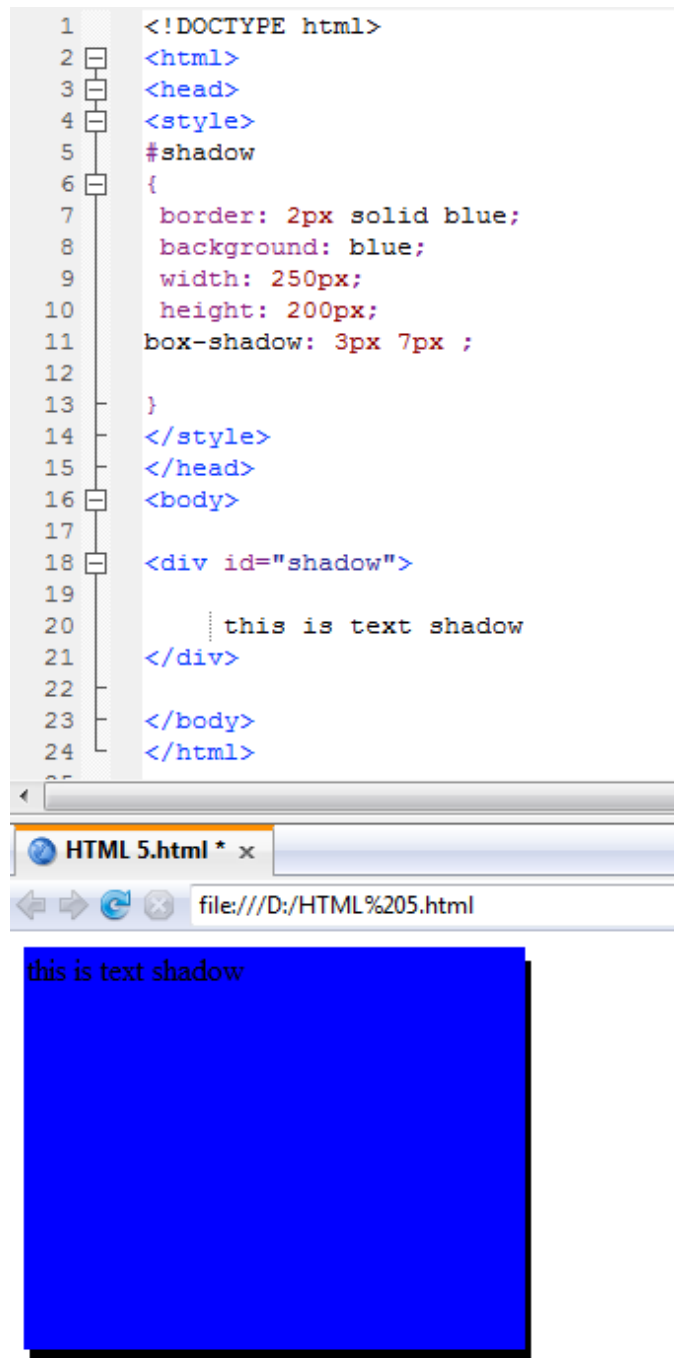 1 <!DOCTYPE html>
2 <html>
3 <head>
4 <style>
5 #shadow
6 {
7 border: 2px solid blue;
8 background: blue;
9 width: 250px;
10 height: 200px;
11 box-shadow: 3px 7px ;
12
13 }
14 </style>
15 </head>
16 <body>
17
18 <div id="shadow">
19
20 this is text shadow
21 </div>
22
23 </body>
24 </html>
HTML 5.html * x
file:///D:/HTML%205.html
this is text shadow